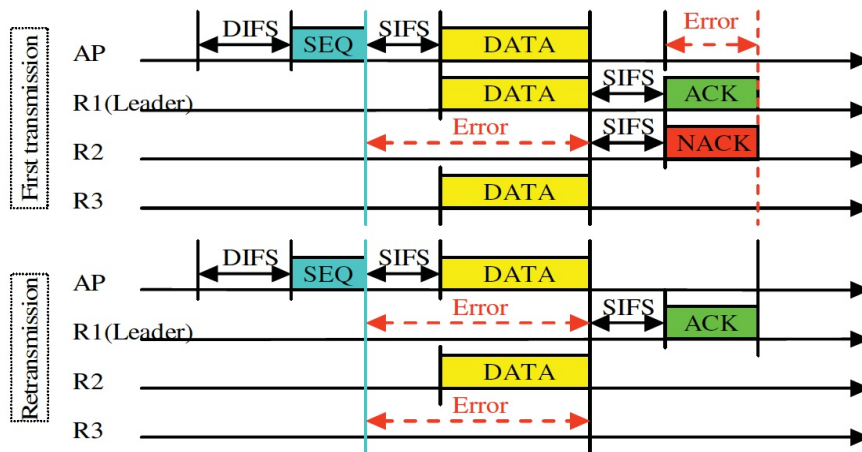 First transmission
DIFS SEQ SIFS DATA Error
AP
DATA SIFS ACK
R1(Leader)
Error SIFS NACK
R2
DATA
R3
Retransmission
DIFS SEQ SIFS DATA
AP
Error SIFS ACK
R1(Leader)
DATA
R2
Error
R3